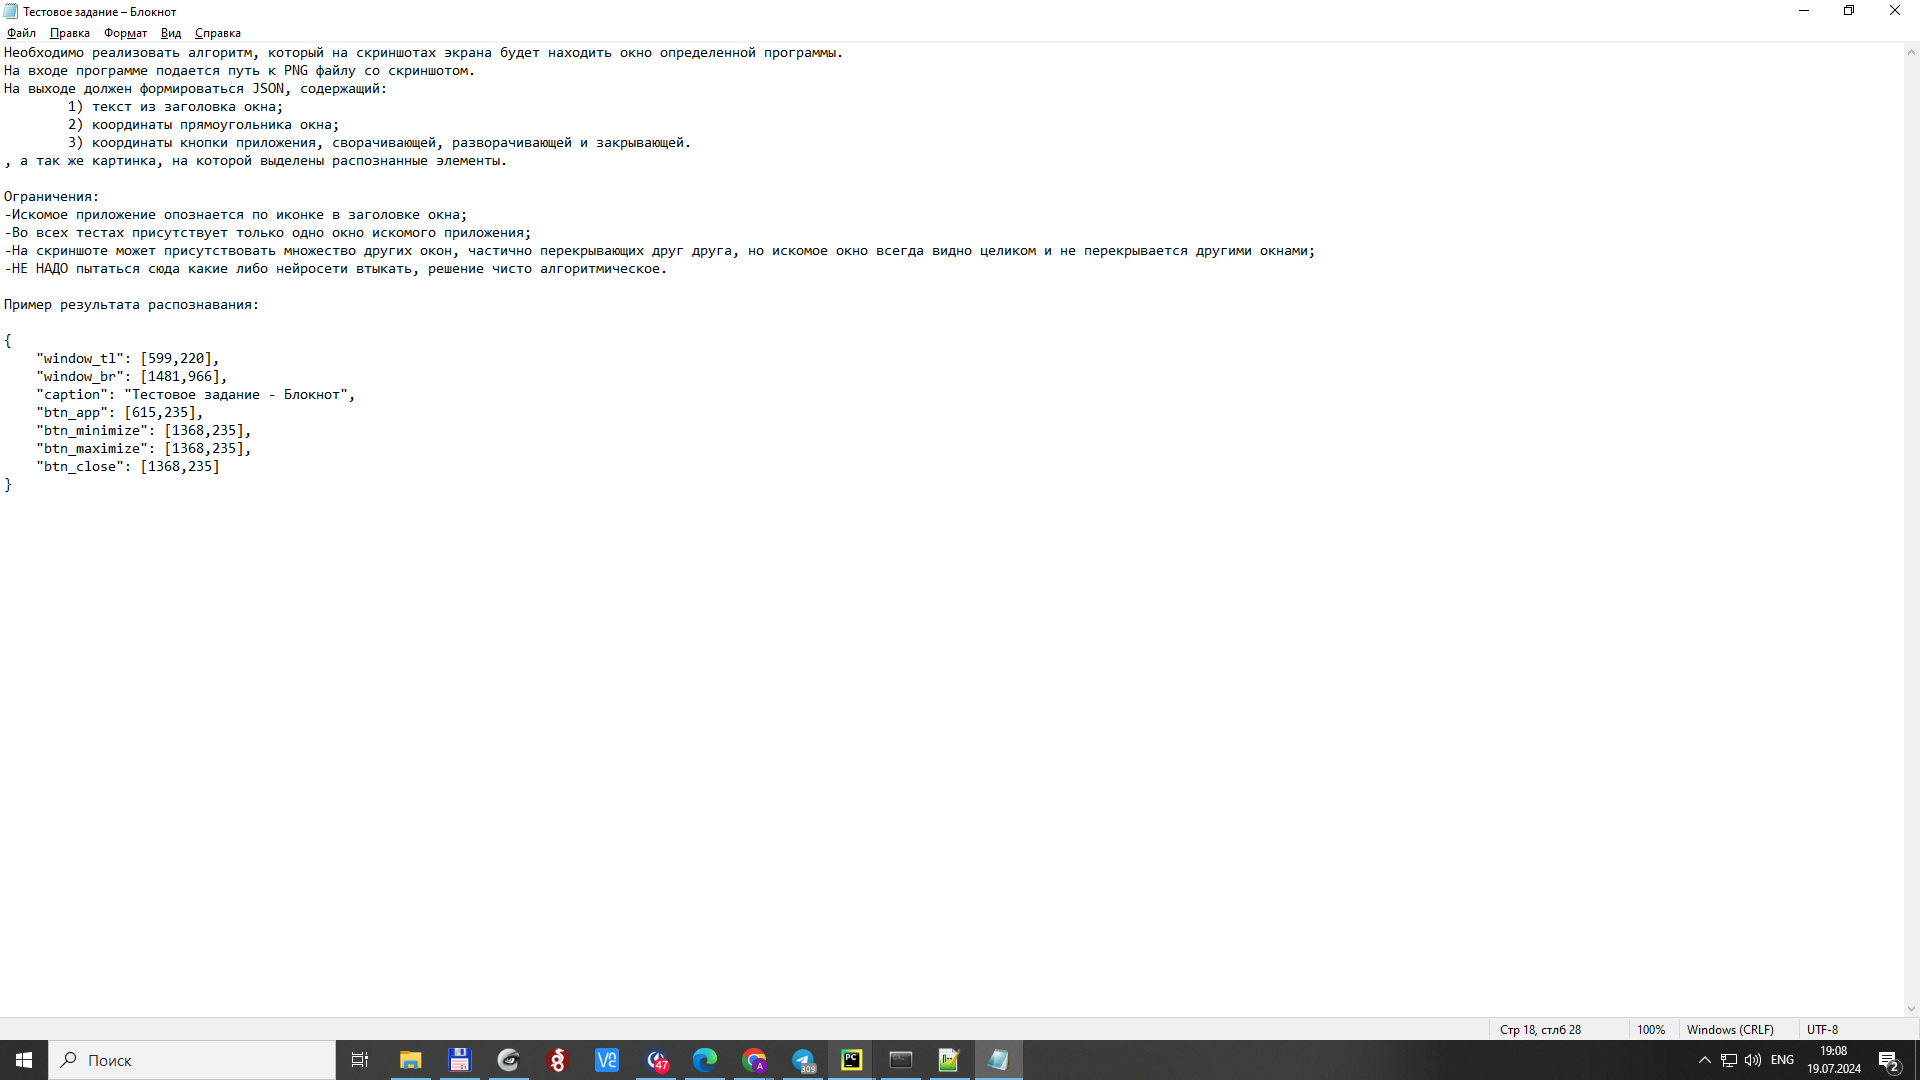 Тестовое задание – Блокнот
Файл Правка Формат Вид Справка
Необходимо реализовать алгоритм, который на скриншотах экрана будет находить окно определенной программы.
На входе программе подается путь к PNG файлу со скриншотом.
На выходе должен формироваться JSON, содержащий:
1) текст из заголовка окна;
2) координаты прямоугольника окна;
3) координаты кнопки приложения, сворачивающей, разворачивающей и закрывающей.
, а так же картинка, на которой выделены распознанные элементы.
Ограничения:
-Искомое приложение опознается по иконке в заголовке окна;
-Во всех тестах присутствует только одно окно искомого приложения;
-На скриншоте может присутствовать множество других окон, частично перекрывающих друг друга, но искомое окно всегда видно целиком и не перекрывается другими окнами;
-НЕ НАДО пытаться сюда какие либо нейросети втыкать, решение чисто алгоритмическое.
Пример результата распознавания:
{
"window_tl": [599,220],
"window_br": [1481,966],
"caption": "Тестовое задание - Блокнот",
"btn_app": [615,235],
"btn_minimize": [1368,235],
"btn_maximize": [1368,235],
"btn_close": [1368,235]
}
Стр 18, стлб 28 100% Windows (CRLF) UTF-8
Поиск 47 A 309 PC ENG 19:08 2
19.07.2024